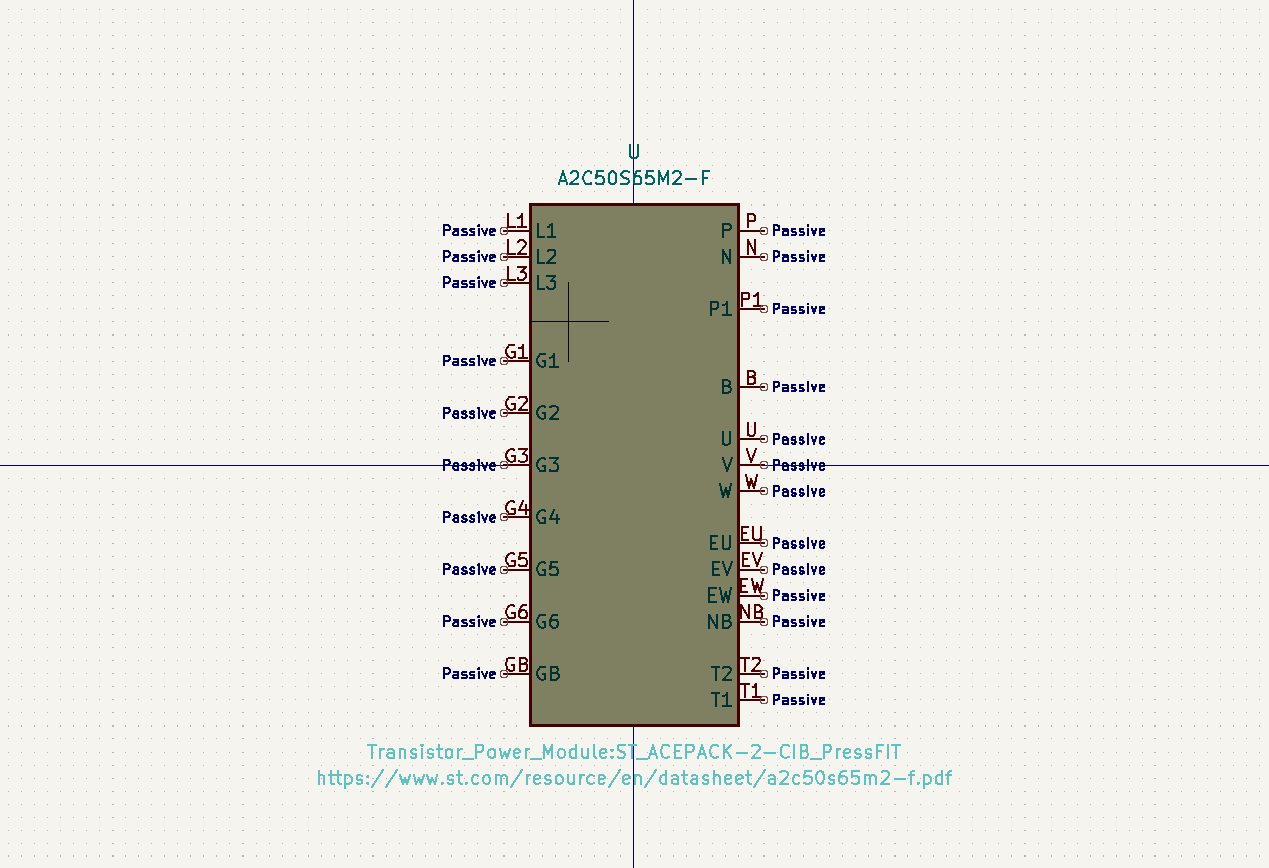 U
A2C50S65M2-F
Passive L1 L1 P P Passive
Passive L2 L2 N N Passive
Passive L3 L3
P1 P1 Passive
Passive G1 G1
B B Passive
Passive G2 G2
U U Passive
Passive G3 G3 V V Passive
W W Passive
Passive G4 G4
EU EU Passive
Passive G5 G5 EV EV Passive
EW EW Passive
Passive G6 G6 NB NB Passive
Passive GB GB T2 T2 Passive
T1 T1 Passive
Transistor_Power_Module:ST_ACEPACK-2-CIB_PressFIT
https://www.st.com/resource/en/datasheet/a2c50s65m2-f.pdf